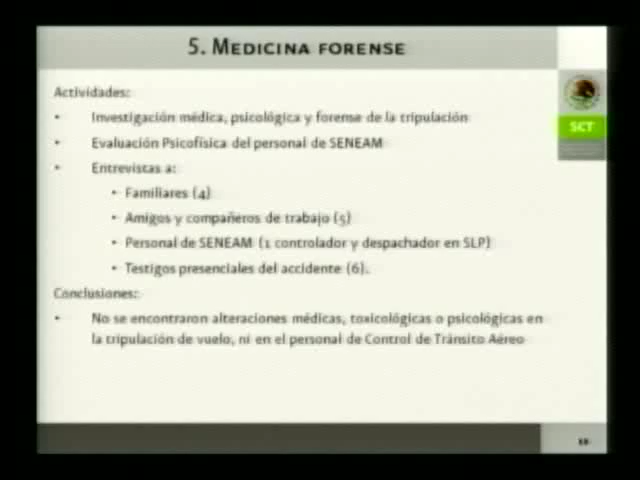 5. MEDICINA FORENSE
SCT
Actividades:
• Investigación médica, psicológica y forense de la tripulación
• Evaluación Psicofísica del personal de SENEAM
• Entrevistas a:
• Familiares (4)
• Amigos y compañeros de trabajo (5)
• Personal de SENEAM (1 controlador y despachador en SLP)
• Testigos presenciales del accidente (6).
Conclusiones:
• No se encontraron alteraciones médicas, toxicológicas o psicológicas en
la tripulación de vuelo, ni en el personal de Control de Tránsito Aéreo